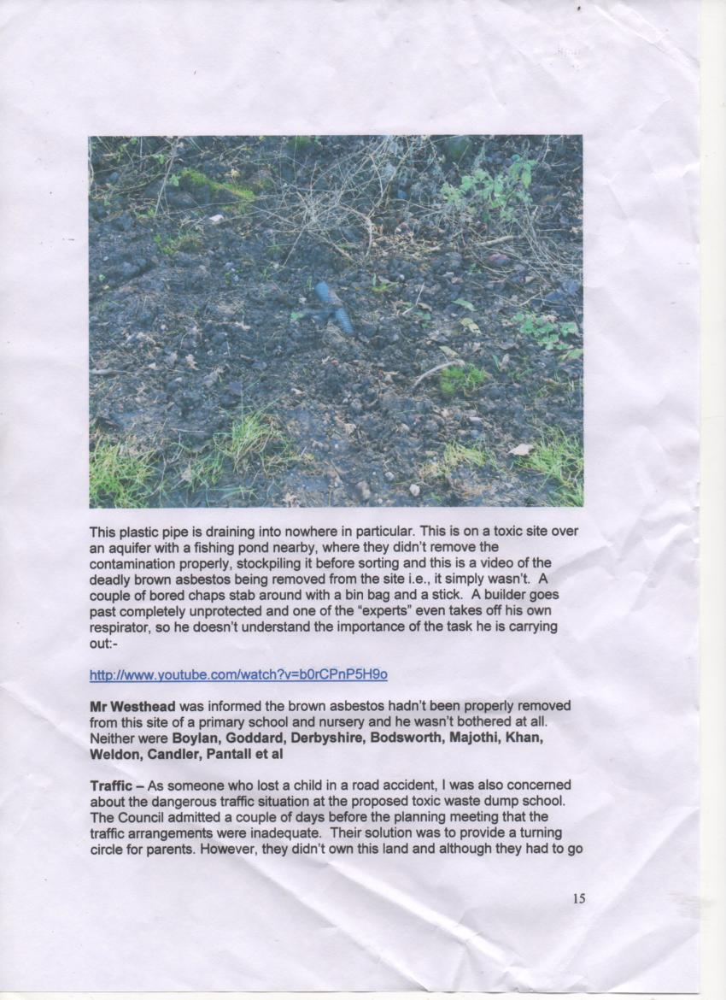 This plastic pipe is draining into nowhere in particular. This is on a toxic site over
an aquifer with a fishing pond nearby, where they didn't remove the
contamination properly, stockpiling it before sorting and this is a video of the
deadly brown asbestos being removed from the site i.e., it simply wasn't.  A
couple of bored chaps stab around with a bin bag and a stick.  A builder goes
past completely unprotected and one of the “experts” even takes off his own
respirator, so he doesn't understand the importance of the task he is carrying
out:-
http://www.youtube.com/watch?v=b0rCPnP5H9o
Mr Westhead was informed the brown asbestos hadn't been properly removed
from this site of a primary school and nursery and he wasn't bothered at all.
Neither were Boylan, Goddard, Derbyshire, Bodsworth, Majothi, Khan,
Weldon, Candler, Pantall et al
Traffic – As someone who lost a child in a road accident, I was also concerned
about the dangerous traffic situation at the proposed toxic waste dump school.
The Council admitted a couple of days before the planning meeting that the
traffic arrangements were inadequate.  Their solution was to provide a turning
circle for parents. However, they didn't own this land and although they had to go
15